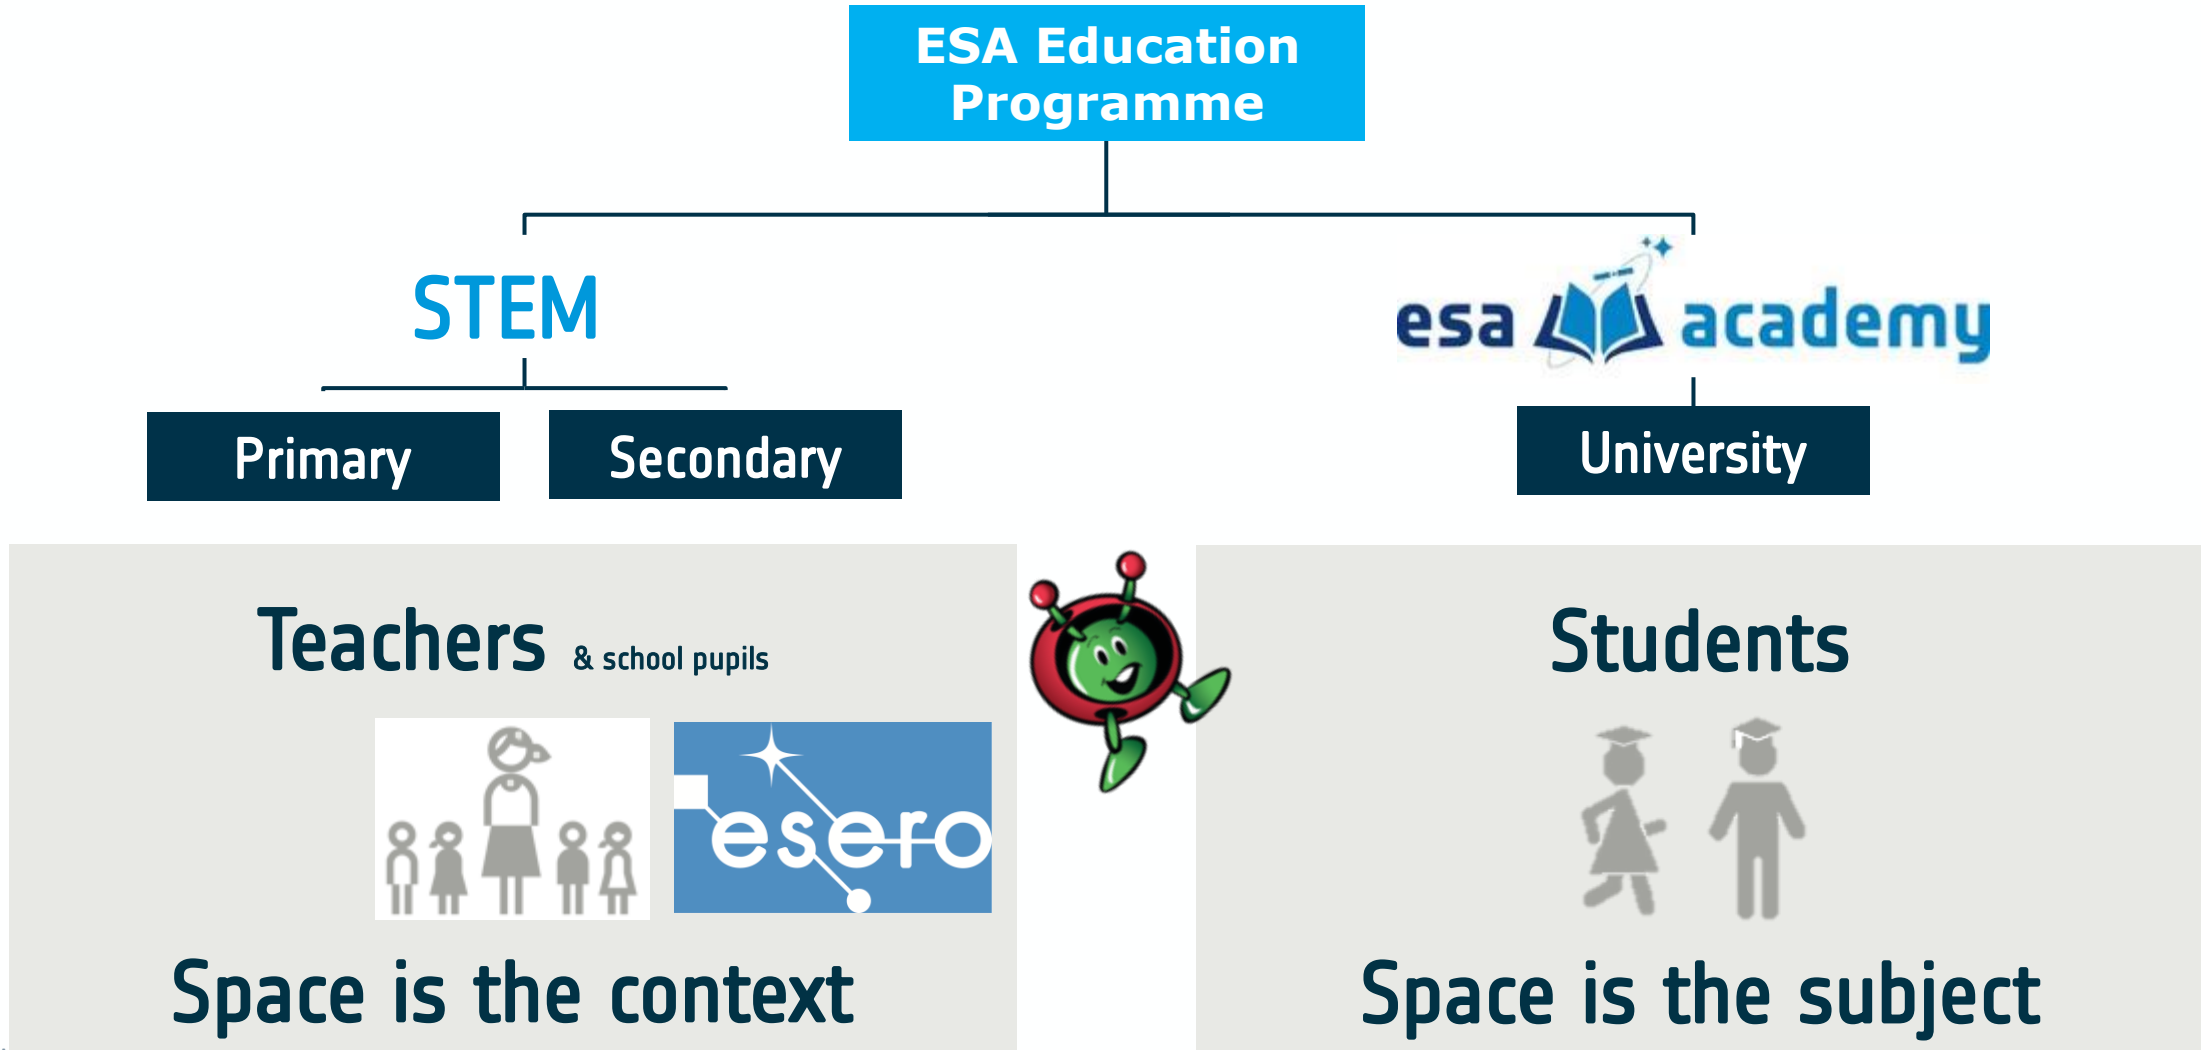 ESA Education
Programme
STEM
esa academy
Primary
Secondary
University
Teachers & school pupils
Students
esero
Space is the context
Space is the subject